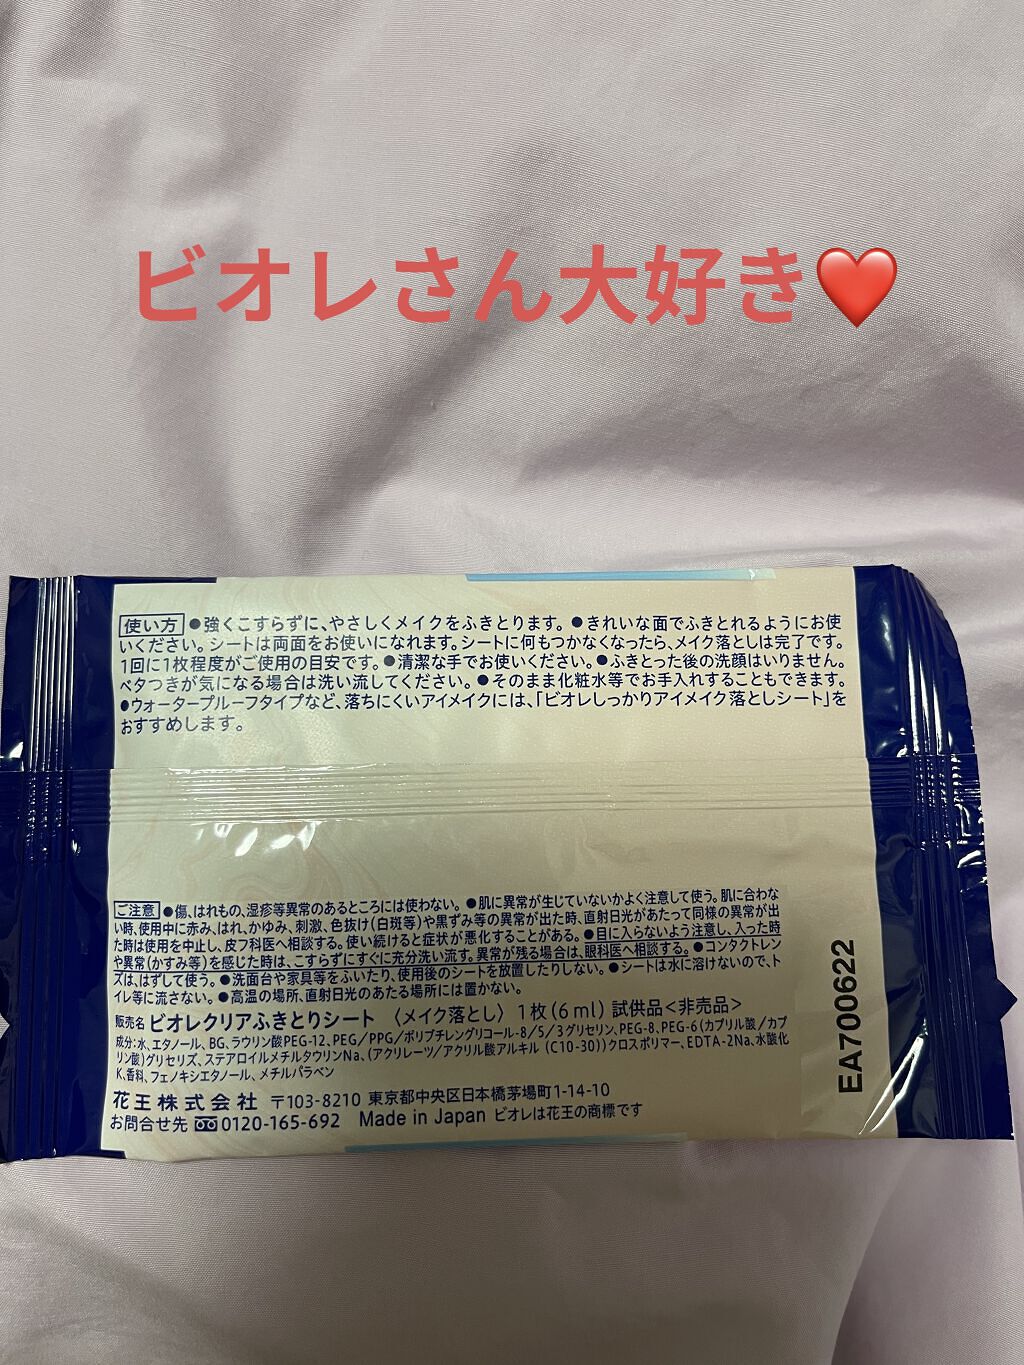 ビオレさん大好き❤️
使い方 ●強くこすらずに、やさしくメイクをふきとります。●きれいな面でふきとれるようにお使
いください。シートは両面をお使いになれます。シートに何もつかなくなったら、メイク落としは完了です。
1回に1枚程度がご使用の目安です。●清潔な手でお使いください。●ふきとった後の洗顔はいりません。
ベタつきが気になる場合は洗い流してください。●そのまま化粧水等でお手入れすることもできます。
●ウォータープルーフタイプなど、落ちにくいアイメイクには、「ビオレしっかりアイメイク落としシート」を
おすすめします。
ご注意 ●傷、はれもの、湿疹等異常のあるところには使わない。●肌に異常が生じていないかよく注意して使う。肌に合わな
い時、使用中に赤み、はれ、かゆみ、刺激、色抜け(白斑等)や黒ずみ等の異常が出た時、直射日光があたって同様の異常が出
た時は使用を中止し、皮フ科医へ相談する。使い続けると症状が悪化することがある。●目に入らないよう注意し、入った時
や異常(かすみ等)を感じた時は、こすらずにすぐに充分洗い流す。異常が残る場合は、眼科医へ相談する。●コンタクトレン
ズは、はずして使う。●洗面台や家具等をふいたり、使用後のシートを放置したりしない。●シートは水に溶けないので、ト
イレ等に流さない。●高温の場所、直射日光のあたる場所には置かない。
販売名 ビオレクリアふきとりシート 〈メイク落とし〉 1枚(6ml) 試供品<非売品>
成分:水、エタノール、BG、ラウリン酸PEG-12、PEG/PPG/ポリブチレングリコール-8/5/3グリセリン、PEG-8、PEG-6(カプリル酸/カプ
リン酸)グリセリズ、ステアロイルメチルタウリンNa、(アクリレーツ/アクリル酸アルキル(C10-30))クロスポリマー、EDTA-2Na、水酸化
K、香料、フェノキシエタノール、メチルパラベン
花王株式会社 〒103-8210 東京都中央区日本橋茅場町1-14-10
お問合せ先 0120-165-692 Made in Japan ビオレは花王の商標です
EA700622